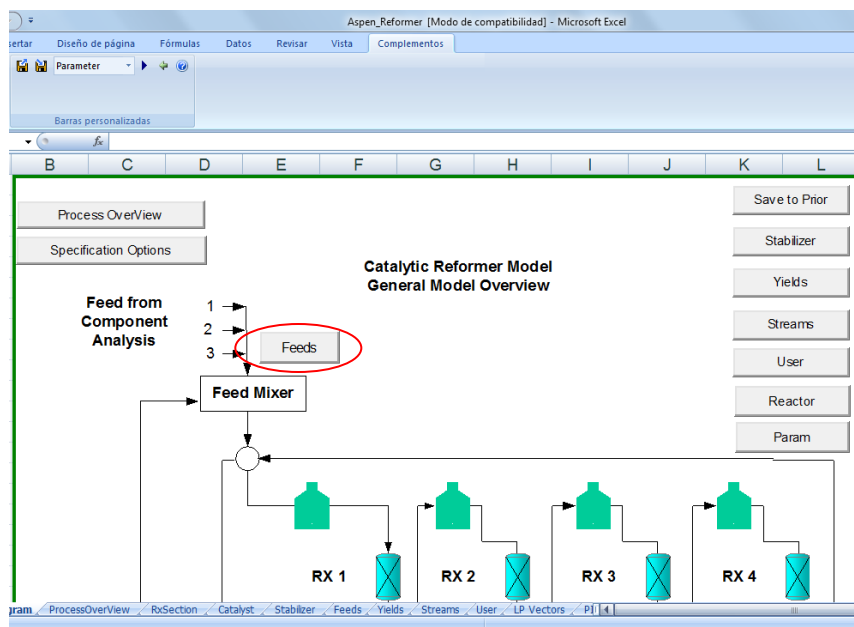 Aspen_Reformer [Modo de compatibilidad] - Microsoft Excel
sertar Diseño de página Fórmulas Datos Revisar Vista Complementos
Parameter
Barras personalizadas
fx
B C D E F G H I J K L
Process OverView
Specification Options
Save to Prior
Stabilizer
Yields
Streams
User
Reactor
Param
Catalytic Reformer Model
General Model Overview
Feed from
Component
Analysis
1
2
3
Feeds
Feed Mixer
RX 1 RX 2 RX 3 RX 4
gram ProcessOverView RxSection Catalyst Stabilizer Feeds Yields Streams User LP Vectors